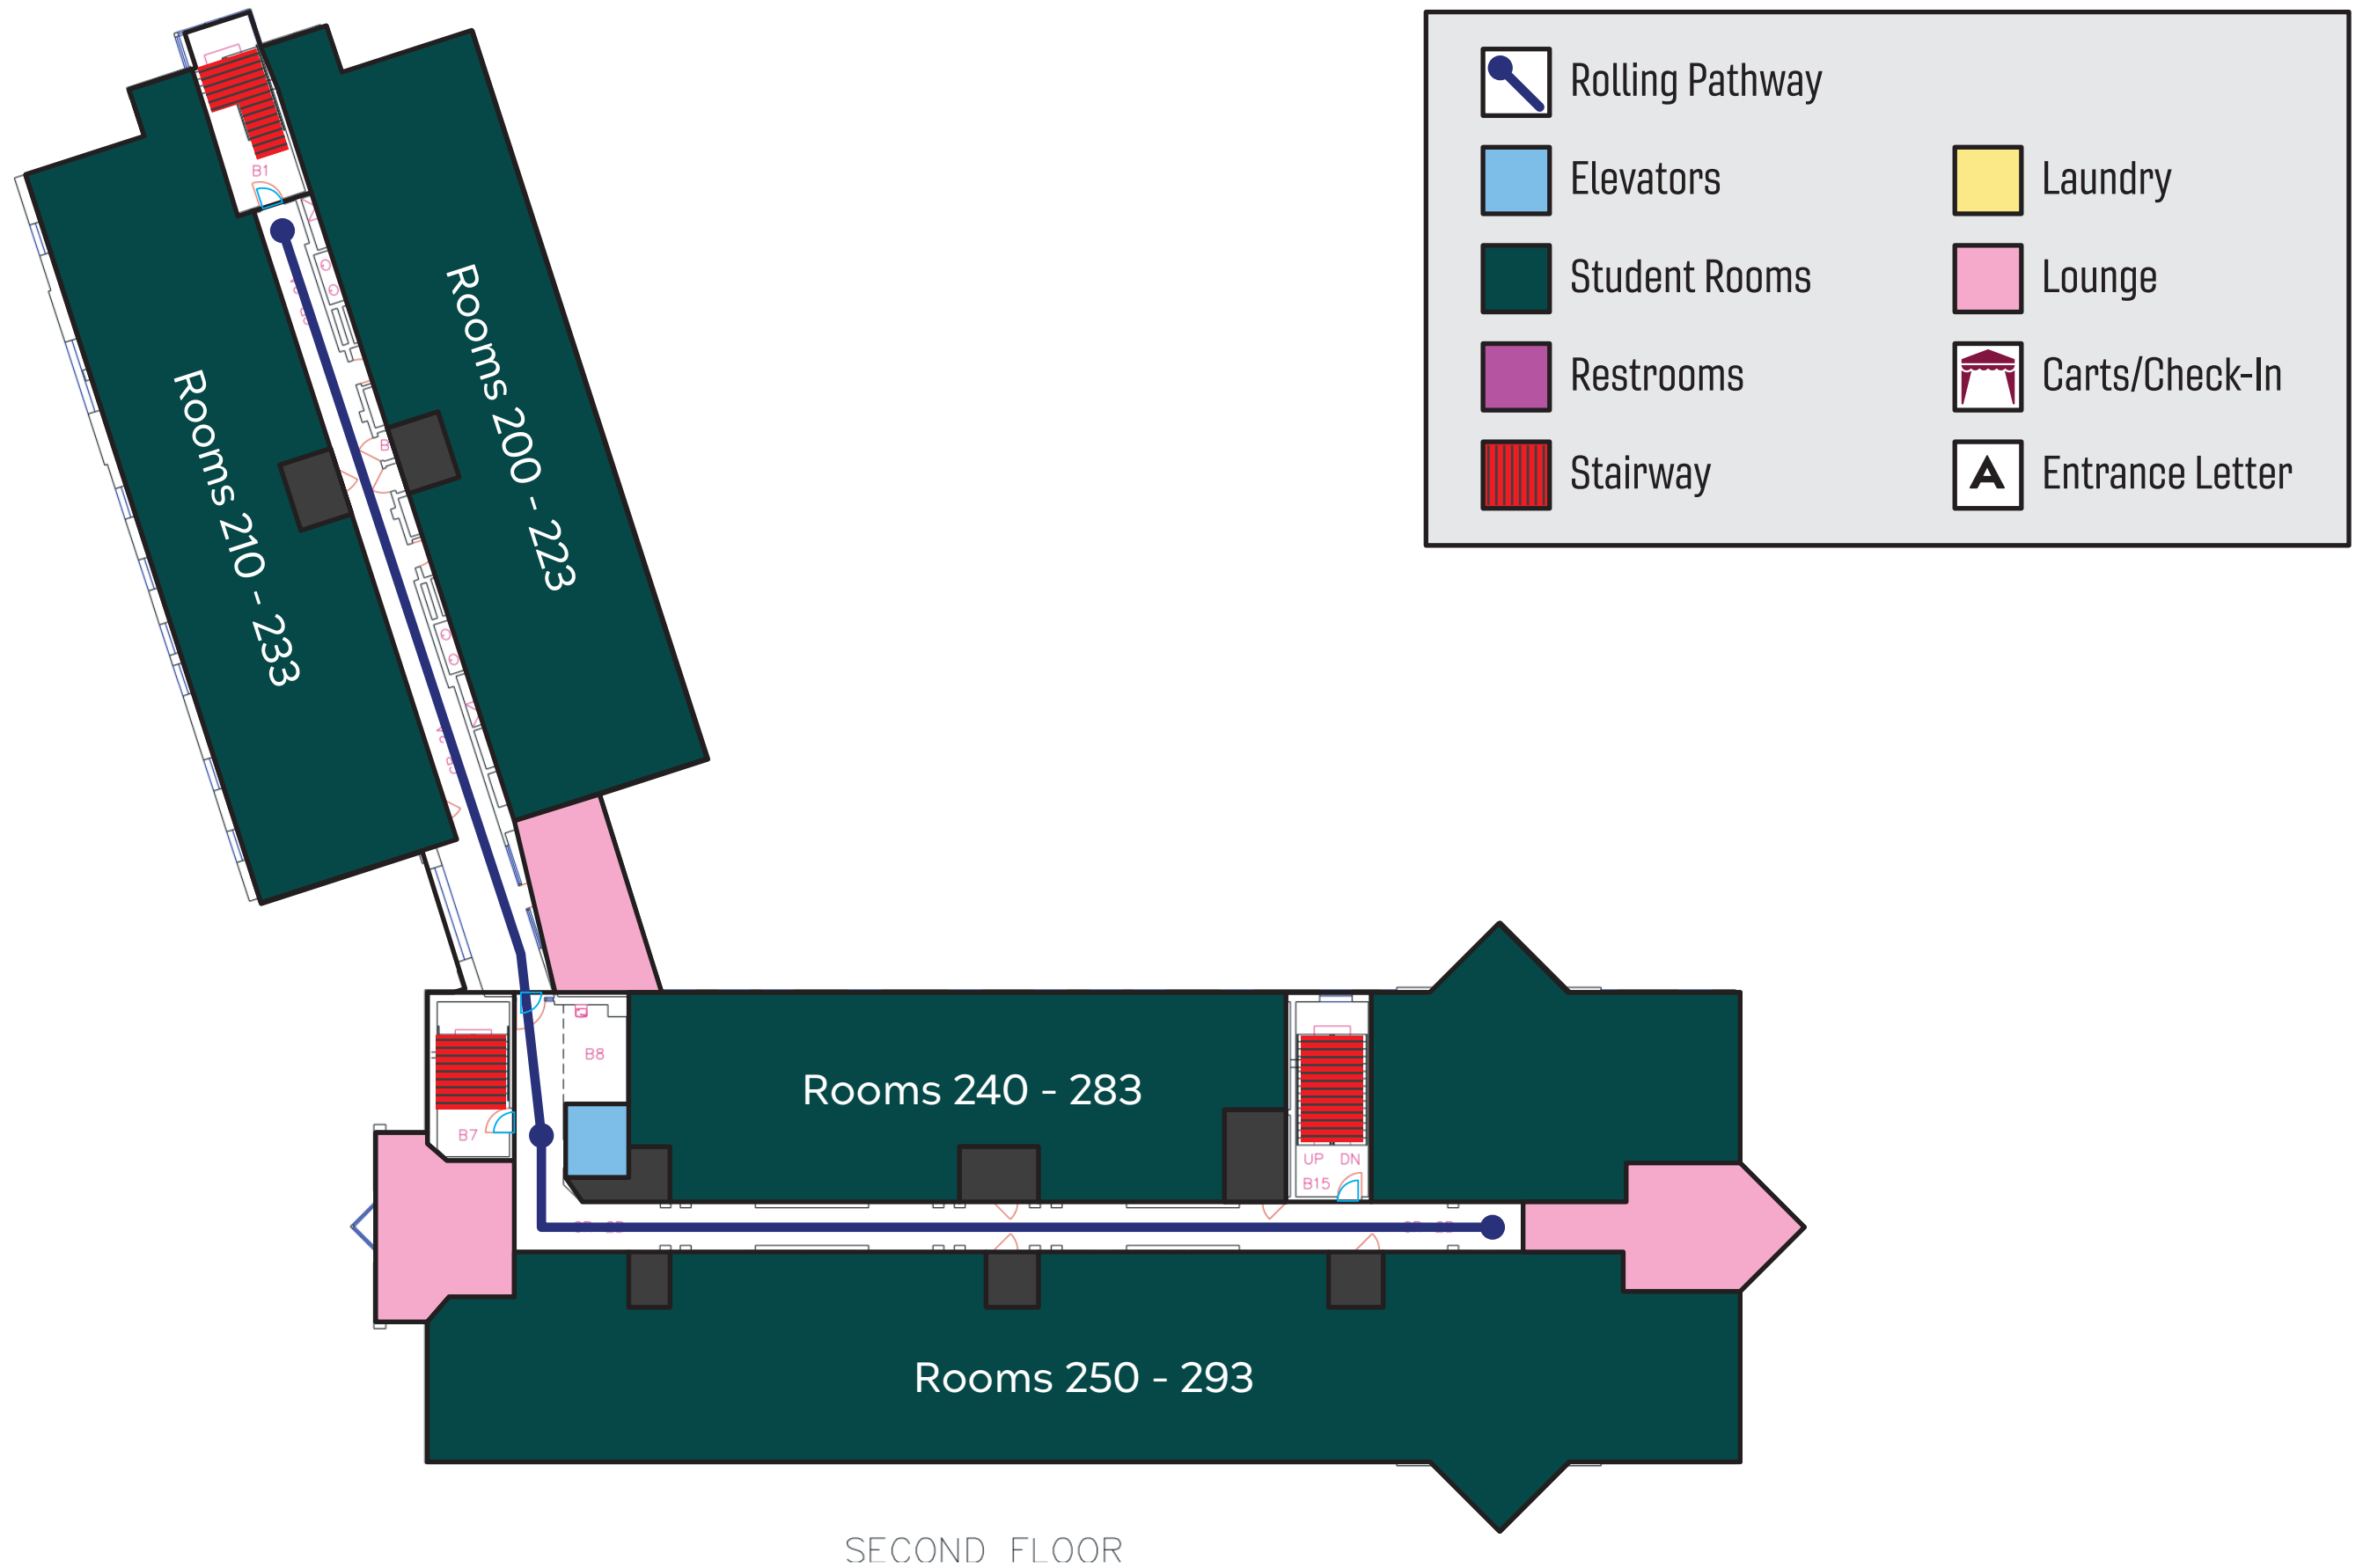 Rolling Pathway
Elevators
Laundry
Student Rooms
Lounge
Restrooms
Carts/Check-In
Stairway
A Entrance Letter
B1
Rooms 200 - 223
Rooms 210 - 233
B8
Rooms 240 - 283
B7
UP DN
B15
Rooms 250 - 293
SECOND FLOOR